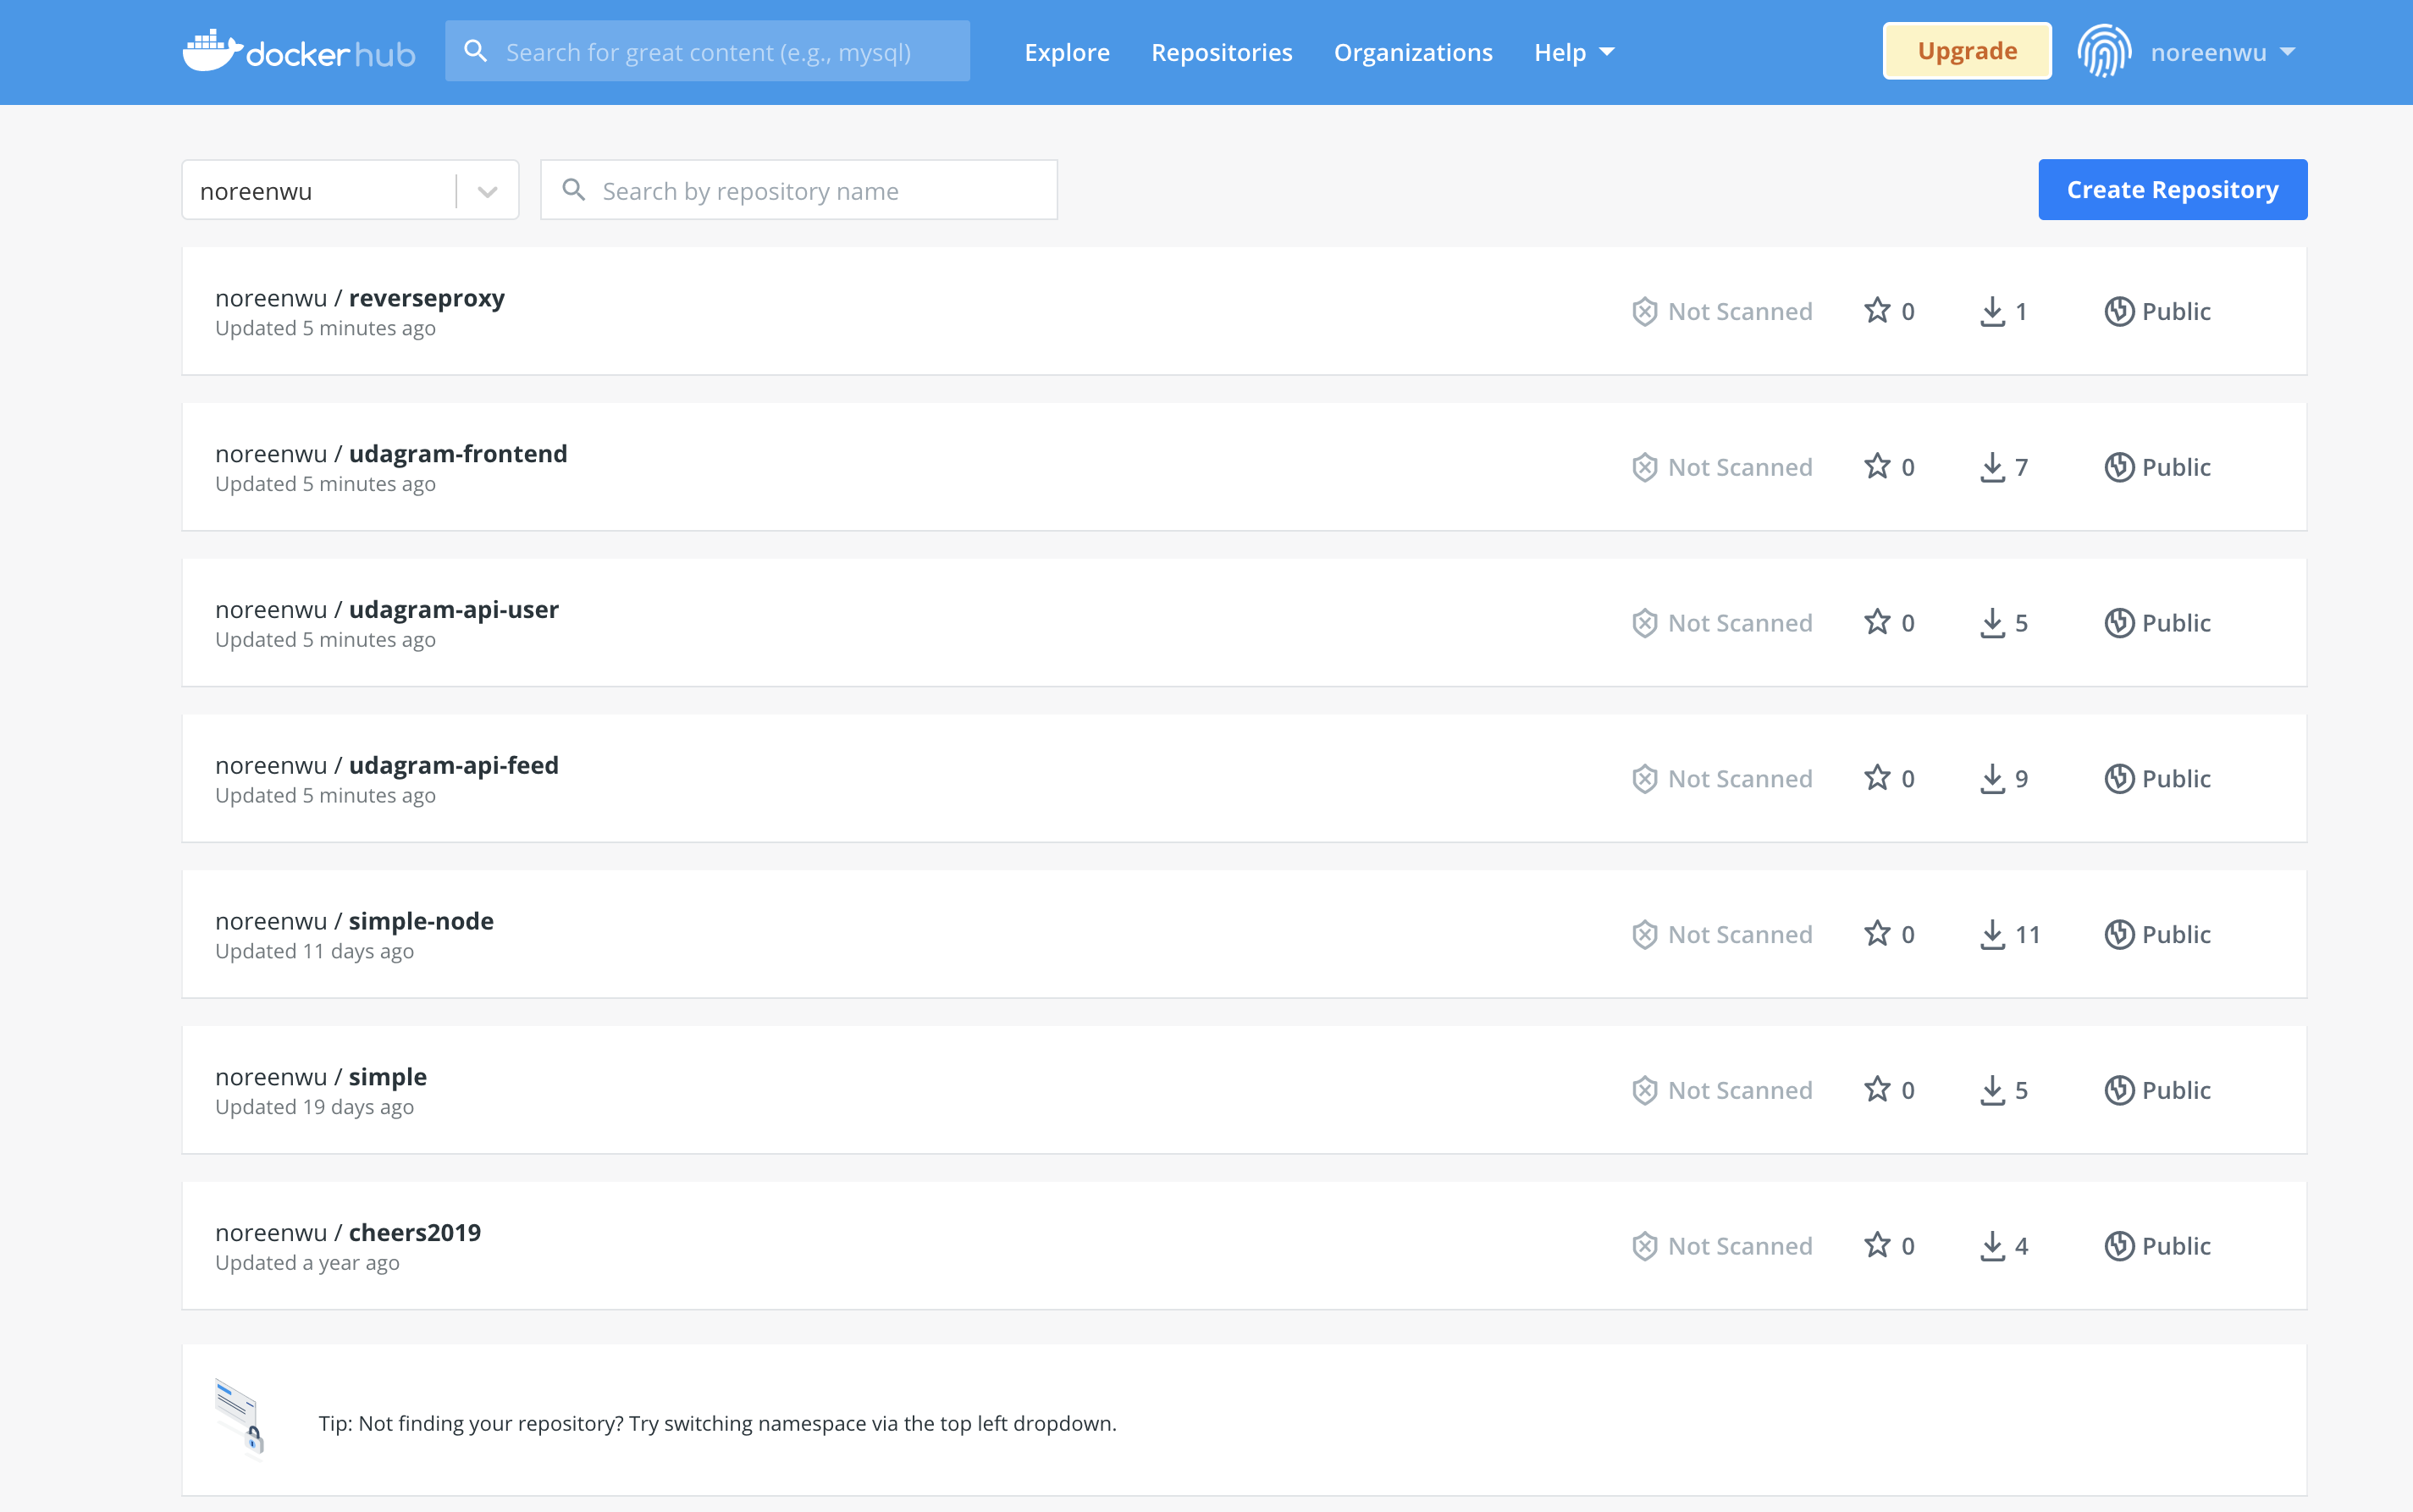 dockerhub Search for great content (e.g., mysql) Explore Repositories Organizations Help Upgrade noreenwu
noreenwu Search by repository name Create Repository
noreenwu / reverseproxy
Updated 5 minutes ago
Not Scanned 0 1 Public
noreenwu / udagram-frontend
Updated 5 minutes ago
Not Scanned 0 7 Public
noreenwu / udagram-api-user
Updated 5 minutes ago
Not Scanned 0 5 Public
noreenwu / udagram-api-feed
Updated 5 minutes ago
Not Scanned 0 9 Public
noreenwu / simple-node
Updated 11 days ago
Not Scanned 0 11 Public
noreenwu / simple
Updated 19 days ago
Not Scanned 0 5 Public
noreenwu / cheers2019
Updated a year ago
Not Scanned 0 4 Public
Tip: Not finding your repository? Try switching namespace via the top left dropdown.